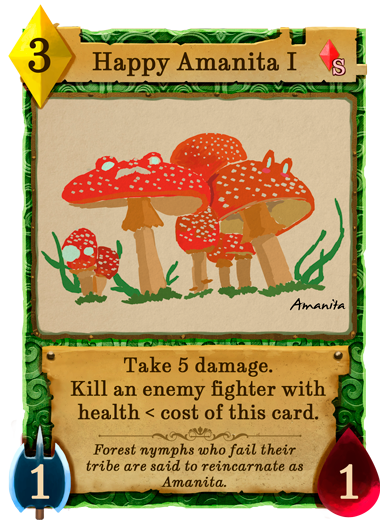 3
Happy Amanita I
S
Amanita
Take 5 damage.
Kill an enemy fighter with
health < cost of this card.
Forest nymphs who fail their
tribe are said to reincarnate as
Amanita.
1
1